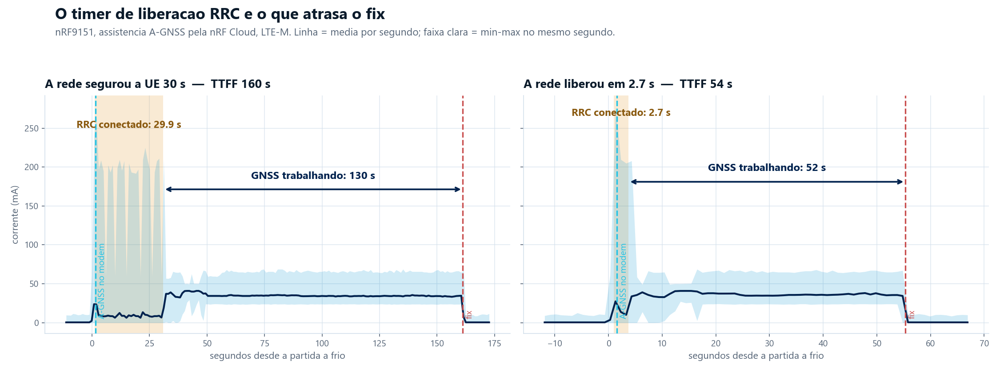 O timer de liberacao RRC e o que atrasa o fix
nRF9151, assistencia A-GNSS pela nRF Cloud, LTE-M. Linha = media por segundo; faixa clara = min-max no mesmo segundo.
A rede segurou a UE 30 s — TTFF 160 s
RRC conectado: 29.9 s
GNSS trabalhando: 130 s
A-GNSS no modem
fix
corrente (mA)
250
200
150
100
50
0
0 25 50 75 100 125 150 175
segundos desde a partida a frio
A rede liberou em 2.7 s — TTFF 54 s
RRC conectado: 2.7 s
GNSS trabalhando: 52 s
A-GNSS no modem
fix
−10 0 10 20 30 40 50 60 70
segundos desde a partida a frio